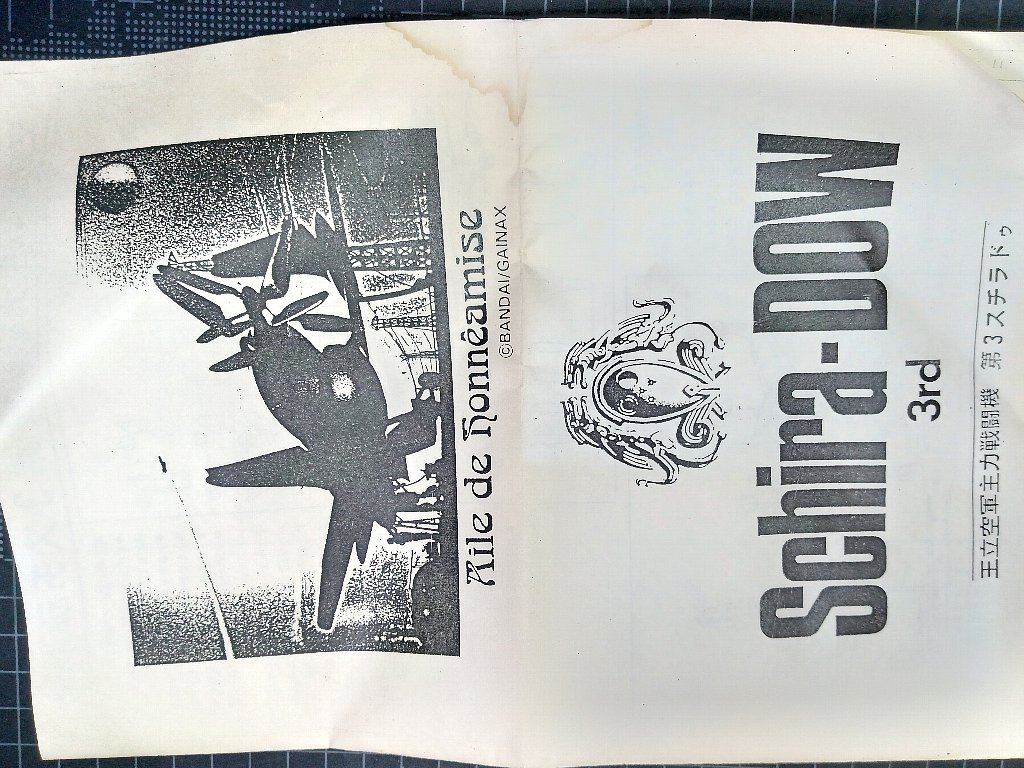 Aile de Honnéamise
©BANDAI/GAINAX
Schira-DOW
3rd
王立空軍主力戦闘機 第3スチラドゥ